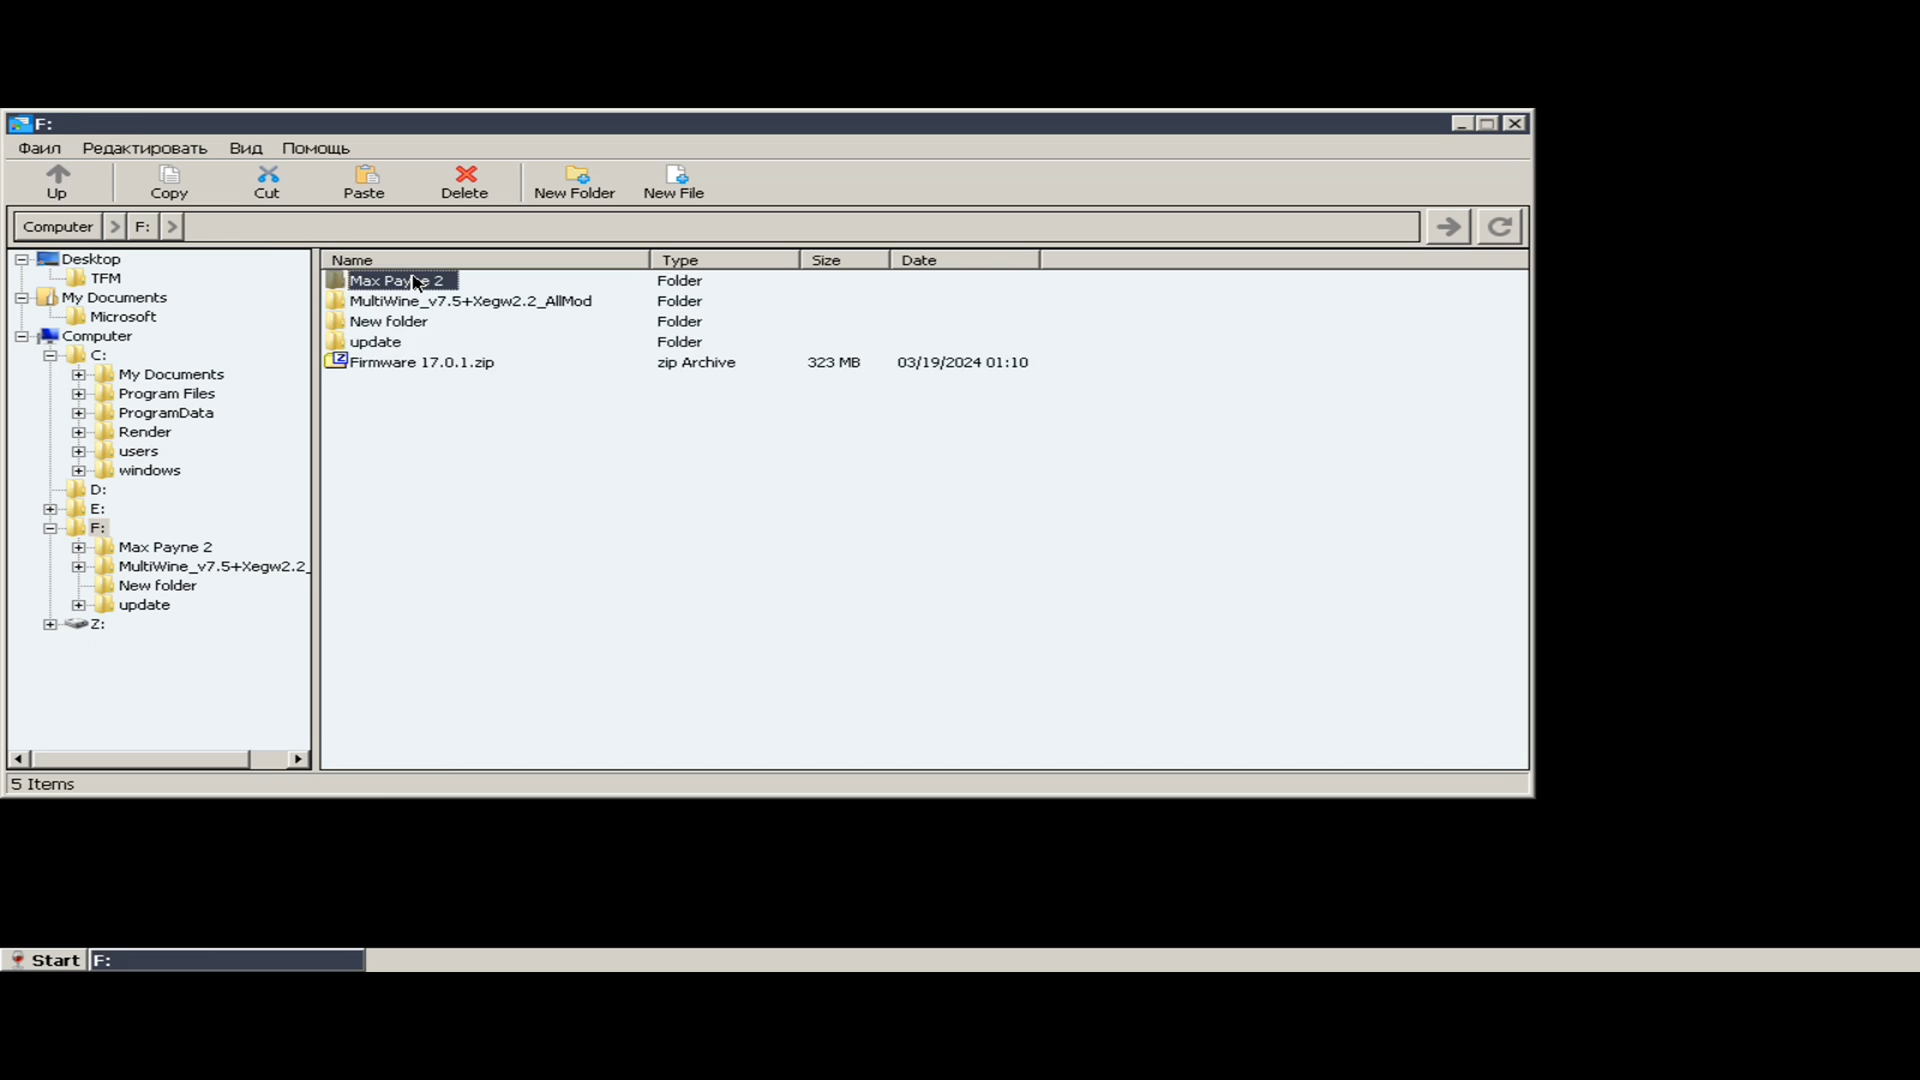 F:
Фаил Редактировать Вид Помощь
Up Copy Cut Paste Delete New Folder New File
Computer F:
Desktop
TFM
My Documents
Microsoft
Computer
C:
My Documents
Program Files
ProgramData
Render
users
windows
D:
E:
F:
Max Payne 2
MultiWine_v7.5+Xegw2.2_
New folder
update
Z:
Name Type Size Date
Max Payne 2 Folder
MultiWine_v7.5+Xegw2.2_AllMod Folder
New folder Folder
update Folder
Firmware 17.0.1.zip zip Archive 323 MB 03/19/2024 01:10
5 Items
Start F: